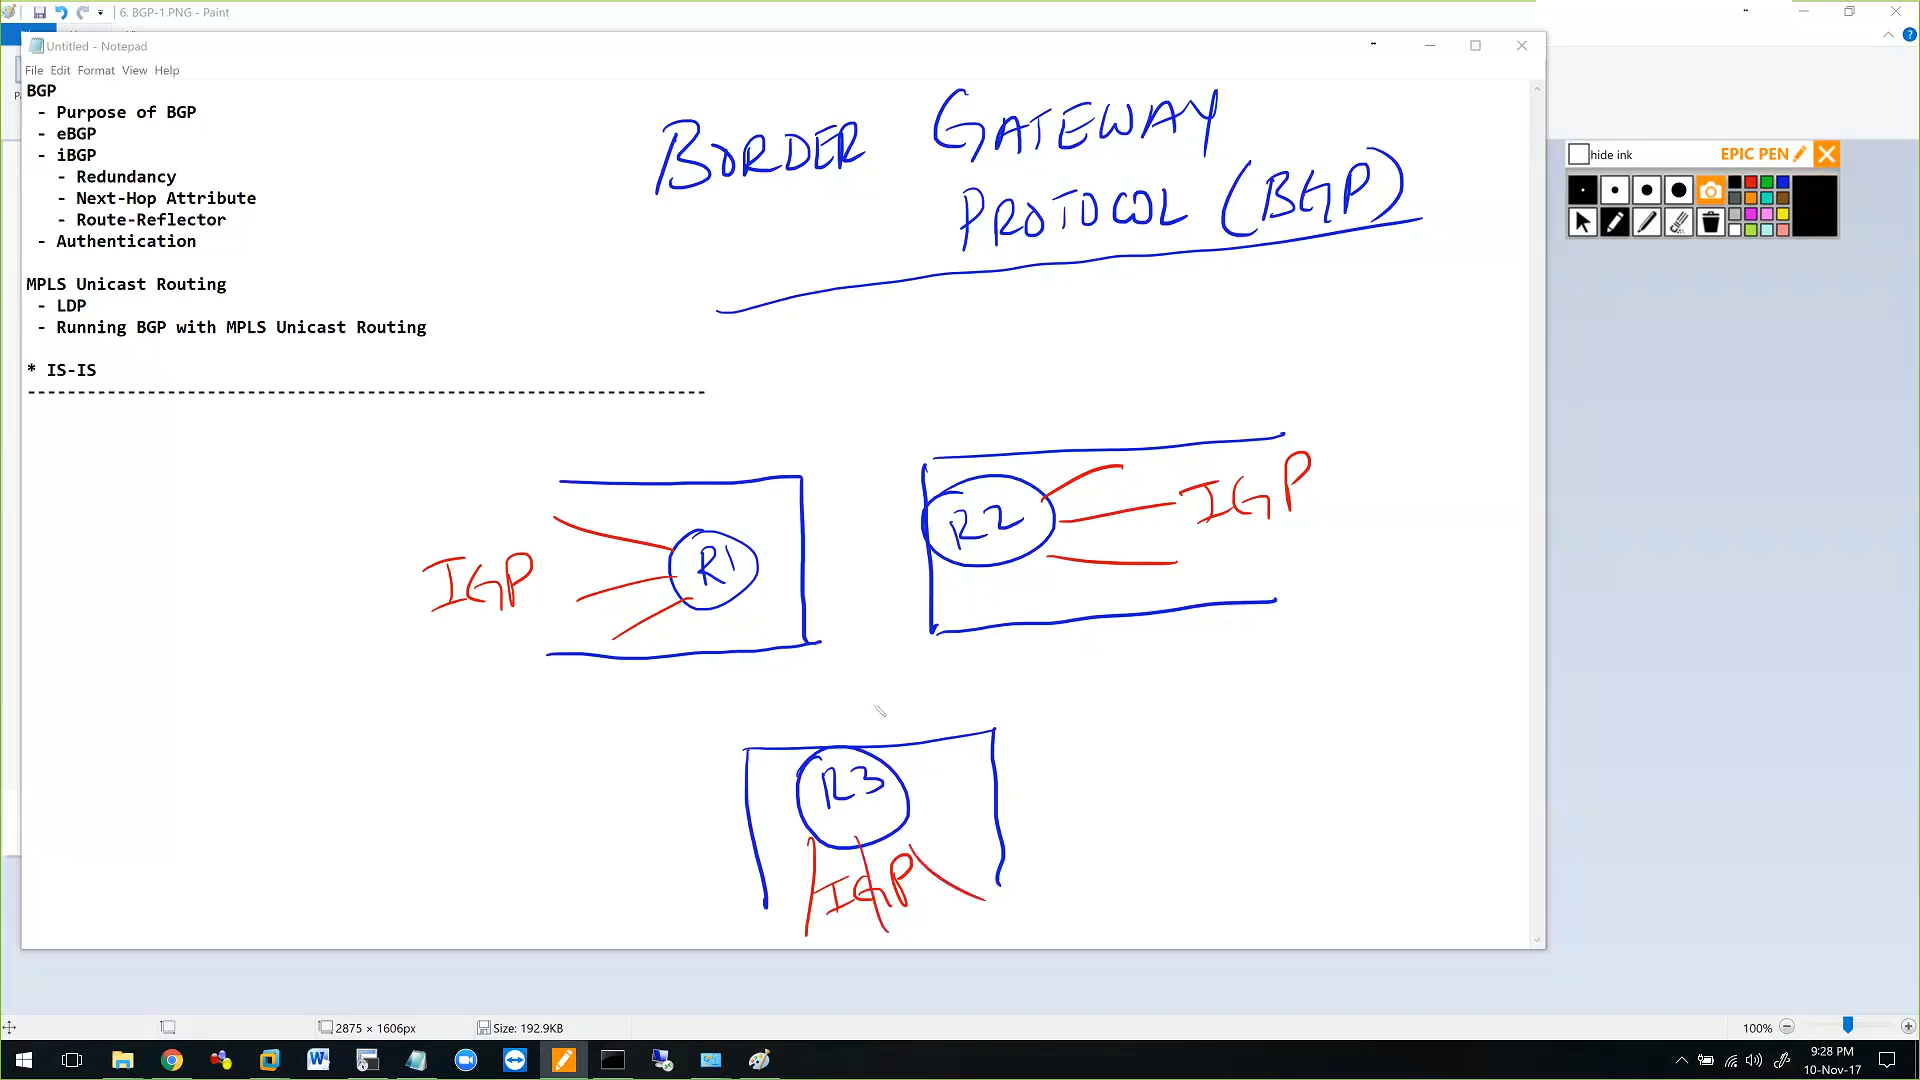 6. BGP-1.PNG - Paint
Untitled - Notepad
File Edit Format View Help
BGP
- Purpose of BGP
- eBGP
- iBGP
- Redundancy
- Next-Hop Attribute
- Route-Reflector
- Authentication
MPLS Unicast Routing
- LDP
- Running BGP with MPLS Unicast Routing
* IS-IS
--------------------------------------------------------------------
BORDER GATEWAY
PROTOCOL (BGP)
hide ink EPIC PEN
IGP R1
R2 IGP
R3
IGP
2875 × 1606px Size: 192.9KB 100%
9:28 PM
10-Nov-17